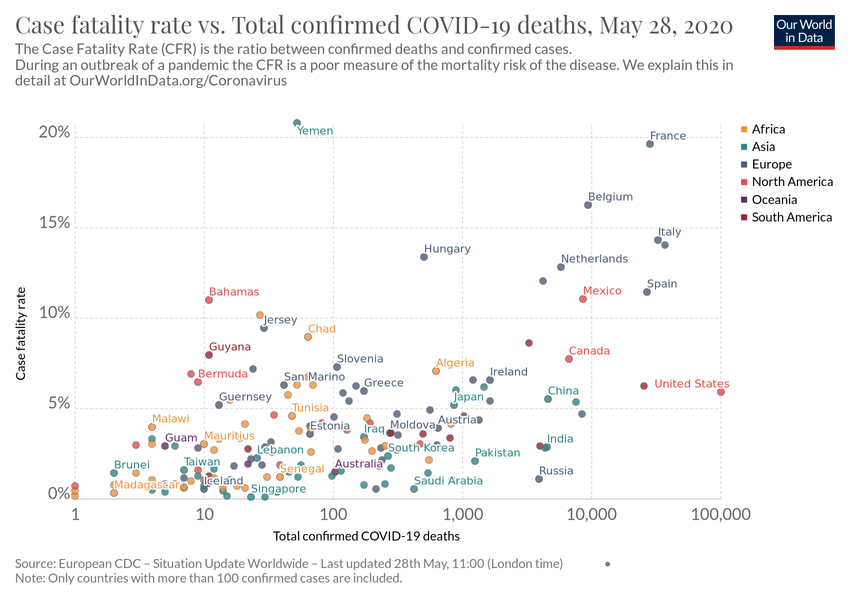 Case fatality rate vs. Total confirmed COVID-19 deaths, May 28, 2020
Our World
in Data
The Case Fatality Rate (CFR) is the ratio between confirmed deaths and confirmed cases.
During an outbreak of a pandemic the CFR is a poor measure of the mortality risk of the disease. We explain this in
detail at OurWorldInData.org/Coronavirus
20%
15%
10%
5%
0%
Case fatality rate
Yemen
France
Belgium
Italy
Hungary
Netherlands
Spain
Bahamas
Mexico
Jersey
Chad
Guyana
Canada
Slovenia
Algeria
Bermuda
San Marino
Greece
Ireland
United States
Guernsey
Japan
China
Tunisia
Malawi
Estonia
Moldova
Austria
Iraq
Guam
Mauritius
India
Lebanon
South Korea
Pakistan
Brunei
Taiwan
Senegal
Australia
Madagascar
Iceland
Singapore
Saudi Arabia
Russia
1
10
100
1,000
10,000
100,000
Total confirmed COVID-19 deaths
Africa
Asia
Europe
North America
Oceania
South America
Source: European CDC – Situation Update Worldwide – Last updated 28th May, 11:00 (London time)
Note: Only countries with more than 100 confirmed cases are included.